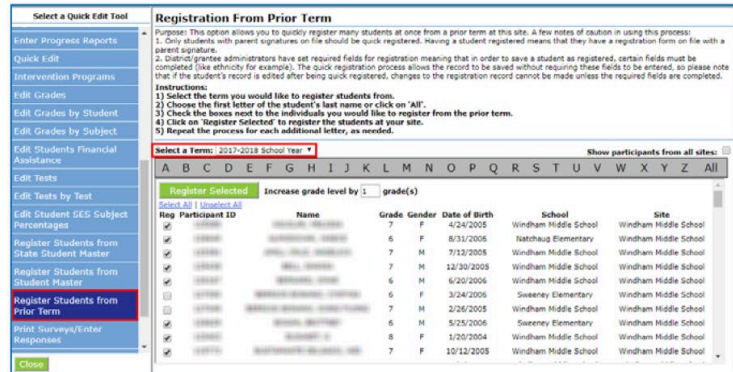 Select a Quick Edit Tool
Enter Progress Reports
Quick Edit
Intervention Programs
Edit Grades
Edit Grades by Student
Edit Grades by Subject
Edit Students Financial
Assistance
Edit Tests
Edit Tests by Test
Edit Student SES Subject
Percentages
Register Students from
State Student Master
Register Students from
Student Master
Register Students from
Prior Term
Print Surveys/Enter
Responses
Close
Registration From Prior Term
Purpose: This option allows you to quickly register many students at once from a prior term at this site. A few notes of caution in using this process:
1. Only students with parent signatures on file should be quick registered. Having a student registered means that they have a registration form on file with a
parent signature.
2. District/grantee administrators have set required fields for registration meaning that in order to save a student as registered, certain fields must be
completed (like ethnicity for example). The quick registration process allows the record to be saved without requiring these fields to be entered, so please note
that if the student's record is edited after being quick registered, changes to the registration record cannot be made unless the required fields are completed.
Instructions:
1) Select the term you would like to register students from.
2) Choose the first letter of the student's last name or click on 'All'.
3) Check the boxes next to the individuals you would like to register from the prior term.
4) Click on 'Register Selected' to register the students at your site.
5) Repeat the process for each additional letter, as needed.
Select a Term: 2017-2018 School Year Show participants from all sites:
A B C D E F G H I J K L M N O P Q R S T U V W X Y Z All
Register Selected Increase grade level by 1 grade(s)
Select All | Unselect All
Reg Participant ID Name Grade Gender Date of Birth School Site
7 F 4/24/2005 Windham Middle School Windham Middle School
6 F 8/31/2006 Natchaug Elementary Windham Middle School
7 M 7/12/2005 Windham Middle School Windham Middle School
7 M 12/30/2005 Windham Middle School Windham Middle School
6 M 6/20/2006 Windham Middle School Windham Middle School
6 F 3/24/2006 Sweeney Elementary Windham Middle School
7 M 2/26/2005 Windham Middle School Windham Middle School
6 M 5/25/2006 Sweeney Elementary Windham Middle School
8 F 1/20/2004 Windham Middle School Windham Middle School
7 F 10/12/2005 Windham Middle School Windham Middle School